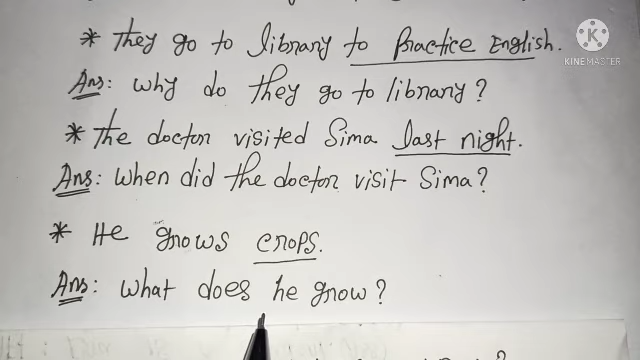 * They go to library to Practice English.
Ans: Why do they go to library?
* The doctor visited Sima last night.
Ans: When did the doctor visit Sima?
* He grows crops.
Ans: What does he grow?
K
KINEMASTER